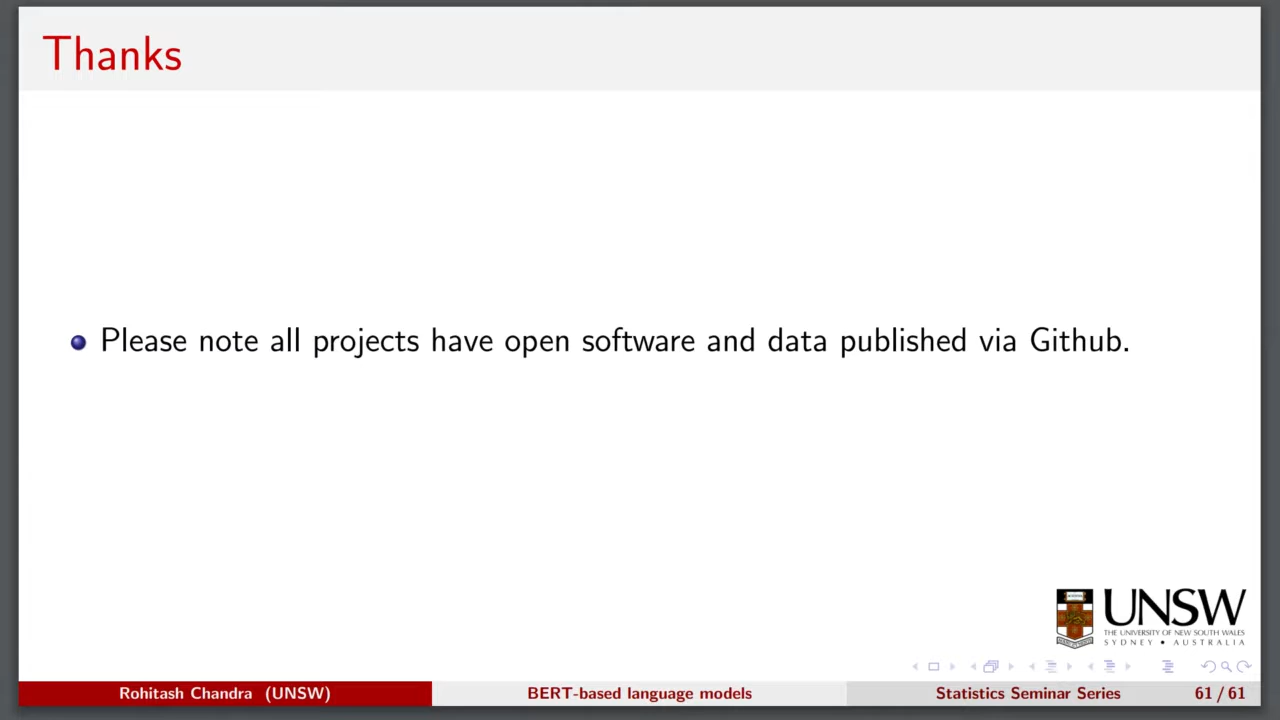 Thanks
Please note all projects have open software and data published via Github.
UNSW
THE UNIVERSITY OF NEW SOUTH WALES
SYDNEY • AUSTRALIA
Rohitash Chandra (UNSW) BERT-based language models Statistics Seminar Series 61 / 61